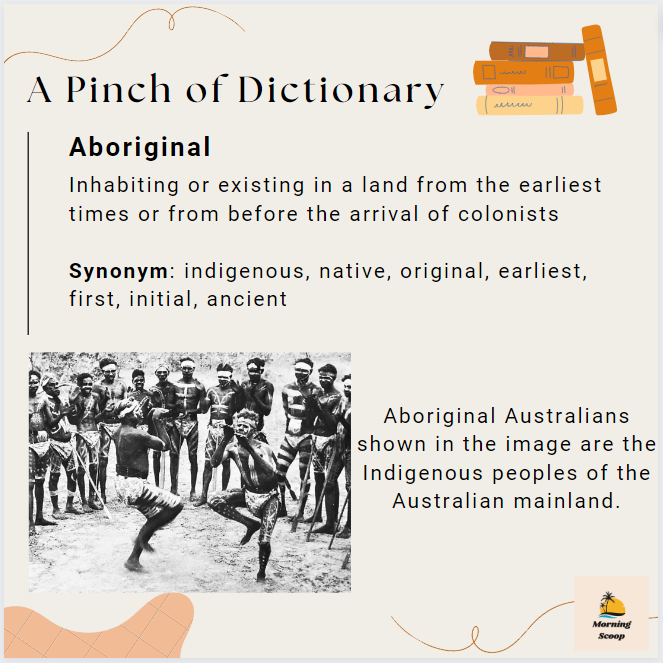 A Pinch of Dictionary
Aboriginal
Inhabiting or existing in a land from the earliest
times or from before the arrival of colonists
Synonym: indigenous, native, original, earliest,
first, initial, ancient
Aboriginal Australians
shown in the image are the
Indigenous peoples of the
Australian mainland.
Morning
Scoop